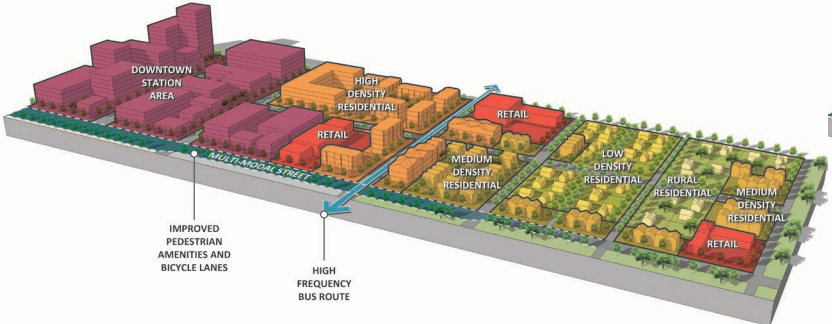 DOWNTOWN
STATION
AREA
HIGH
DENSITY
RESIDENTIAL
RETAIL
RETAIL
MULTI-MODAL STREET
MEDIUM
DENSITY
RESIDENTIAL
LOW
DENSITY
RESIDENTIAL
RURAL
RESIDENTIAL
MEDIUM
DENSITY
RESIDENTIAL
RETAIL
IMPROVED
PEDESTRIAN
AMENITIES AND
BICYCLE LANES
HIGH
FREQUENCY
BUS ROUTE